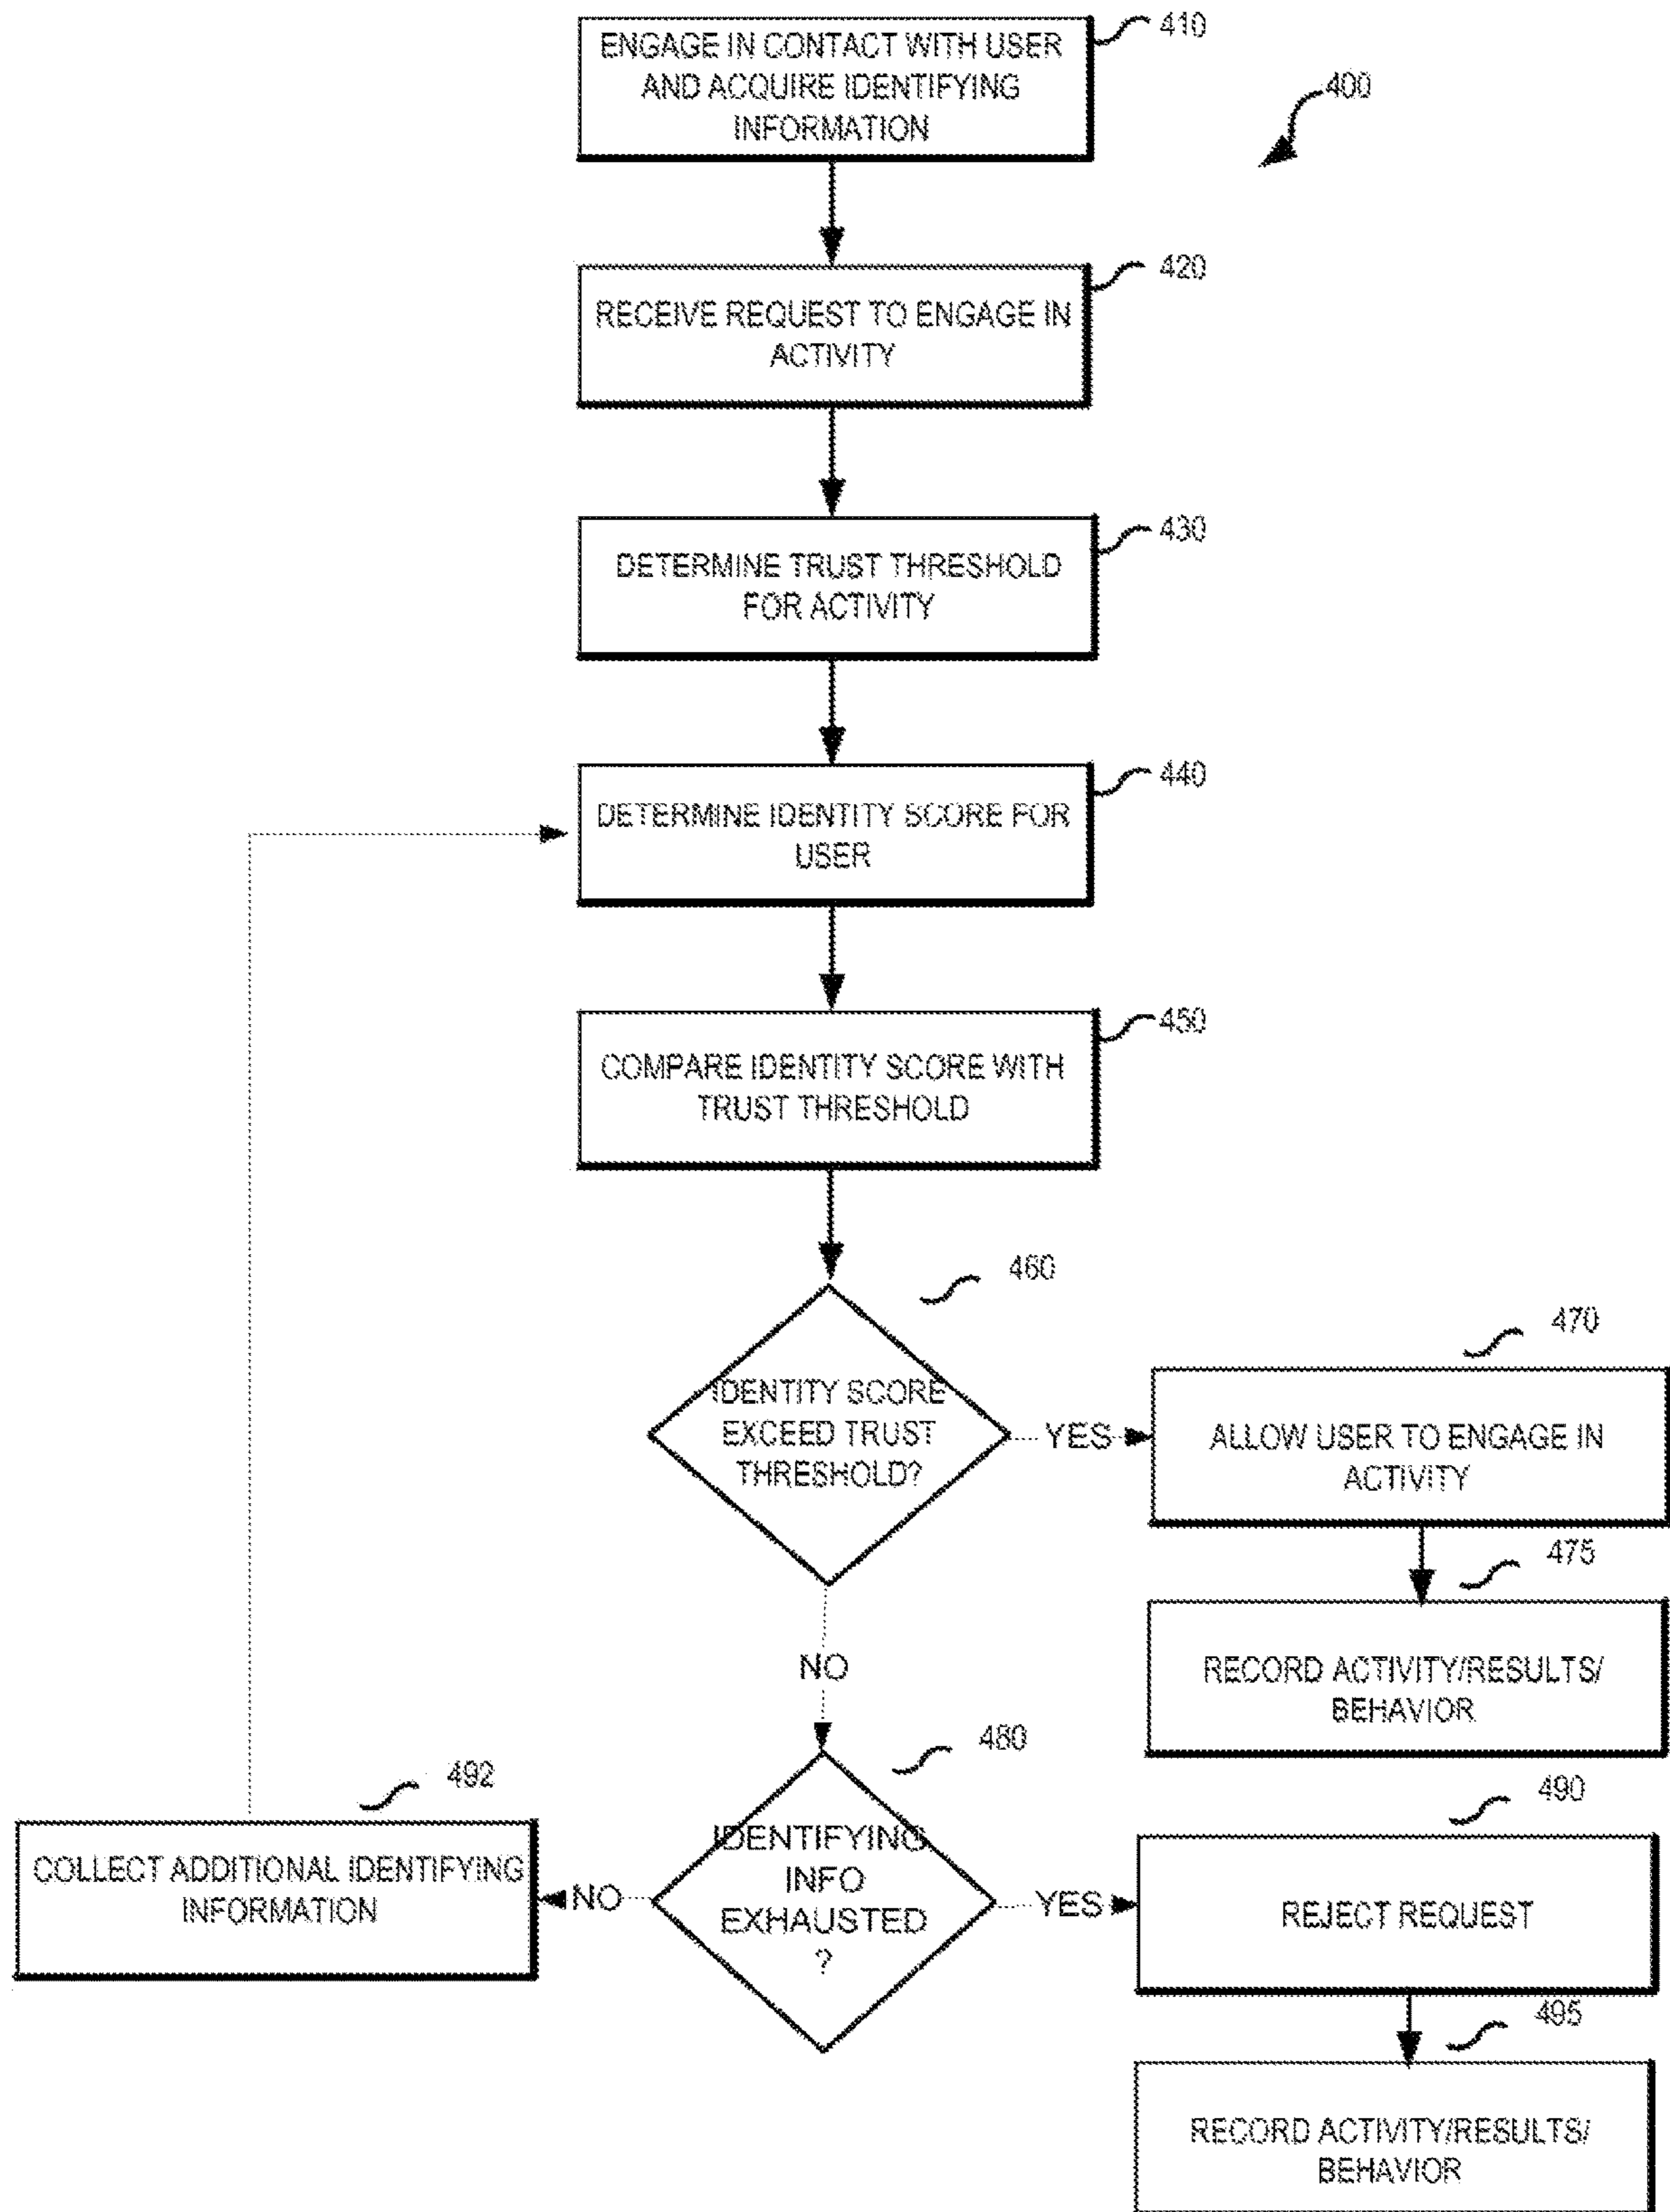 410
ENGAGE IN CONTACT WITH USER
AND ACQUIRE IDENTIFYING
INFORMATION
400
420
RECEIVE REQUEST TO ENGAGE IN
ACTIVITY
430
DETERMINE TRUST THRESHOLD
FOR ACTIVITY
440
DETERMINE IDENTITY SCORE FOR
USER
450
COMPARE IDENTITY SCORE WITH
TRUST THRESHOLD
460
IDENTITY SCORE
EXCEED TRUST
THRESHOLD?
YES
470
ALLOW USER TO ENGAGE IN
ACTIVITY
475
RECORD ACTIVITY/RESULTS/
BEHAVIOR
NO
480
IDENTIFYING
INFO
EXHAUSTED
?
NO
492
COLLECT ADDITIONAL IDENTIFYING
INFORMATION
YES
490
REJECT REQUEST
495
RECORD ACTIVITY/RESULTS/
BEHAVIOR